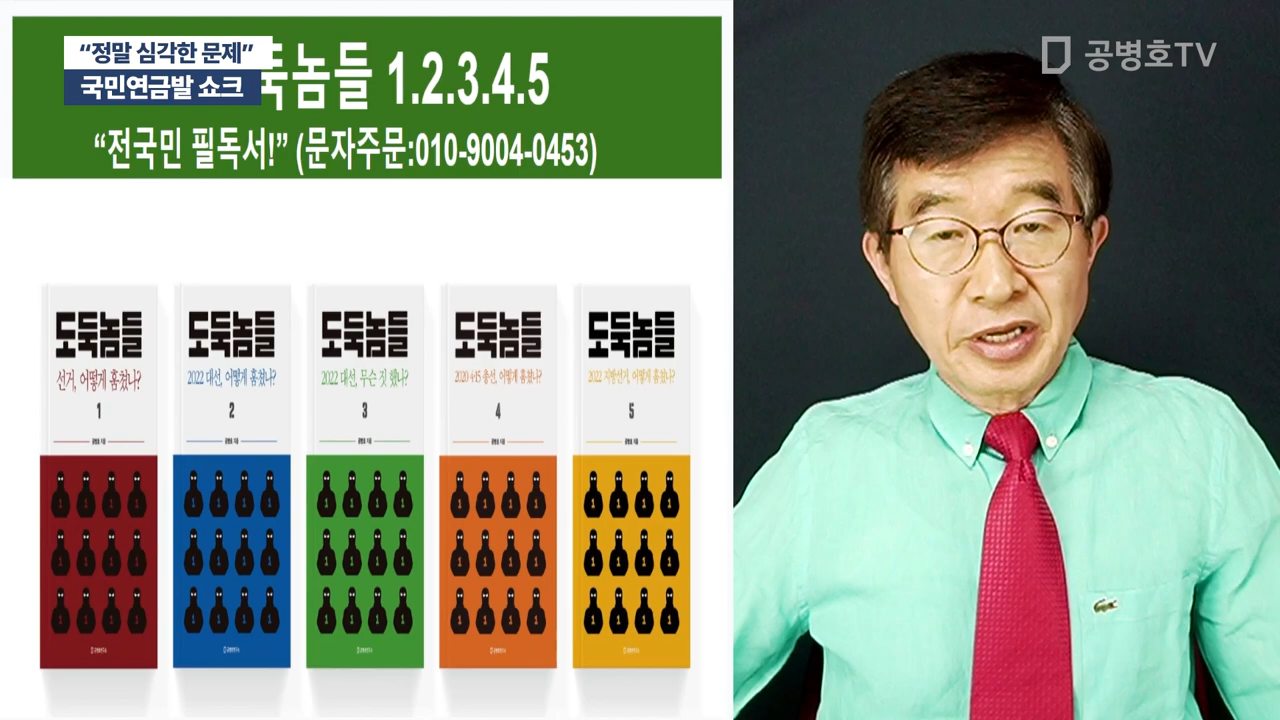 “정말 심각한 문제”
국민연금발 쇼크
둑놈들 1.2.3.4.5
“전국민 필독서!” (문자주문:010-9004-0453)
공병호TV
도둑놈들
선거, 어떻게 훔쳤나?
1
도둑놈들
2022 대선, 어떻게 훔쳤나?
2
도둑놈들
2022 대선, 무슨 짓 했나?
3
도둑놈들
2020 4·15 총선, 어떻게 훔쳤나?
4
도둑놈들
2022 지방선거, 어떻게 훔쳤나?
5